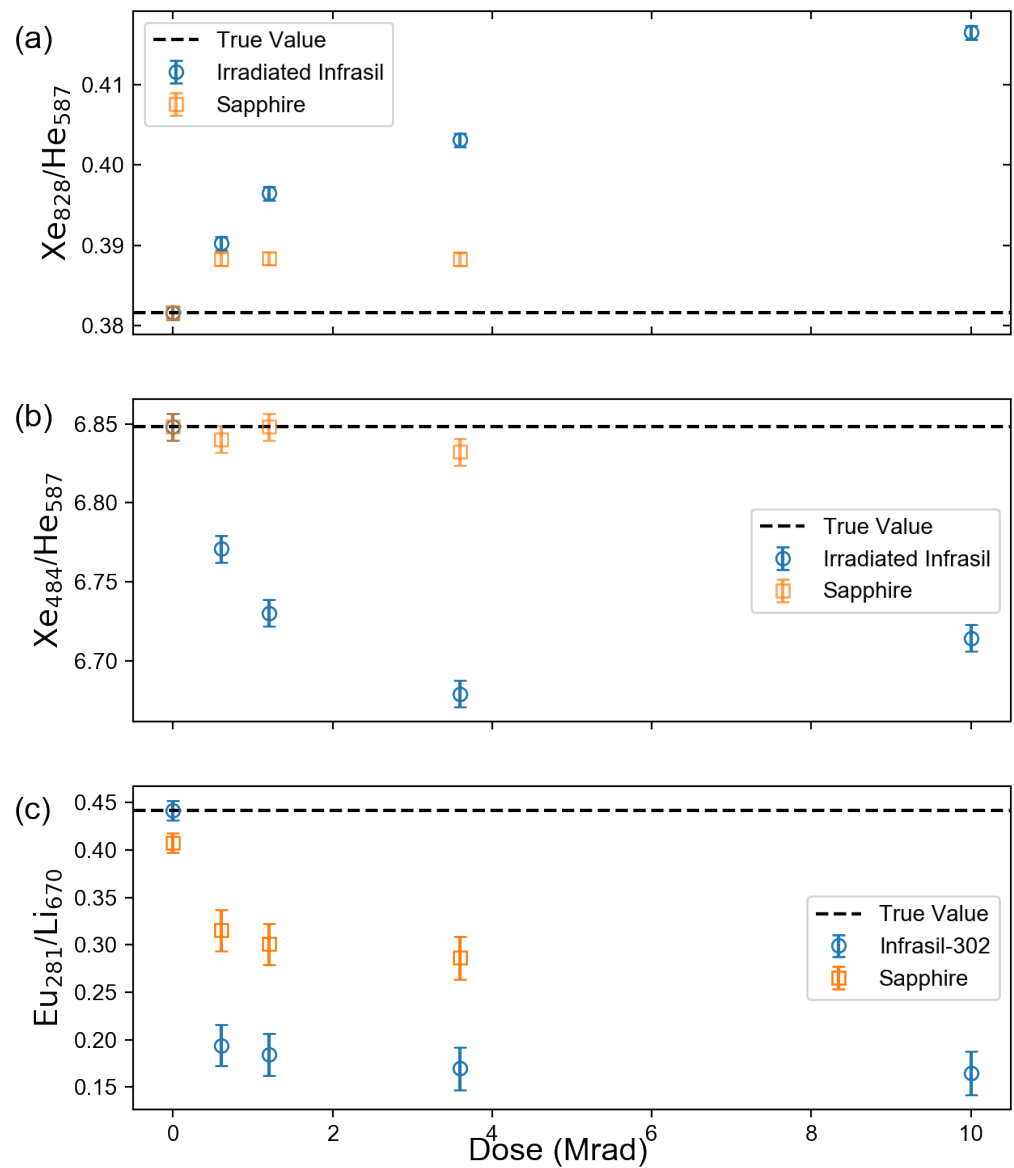 (a)
True Value
Irradiated Infrasil
Sapphire
Xe828/He587
0.41
0.40
0.39
0.38
(b)
Xe484/He587
6.85
6.80
6.75
6.70
True Value
Irradiated Infrasil
Sapphire
(c)
Eu281/Li670
0.45
0.40
0.35
0.30
0.25
0.20
0.15
True Value
Infrasil-302
Sapphire
0 2 4 6 8 10
Dose (Mrad)